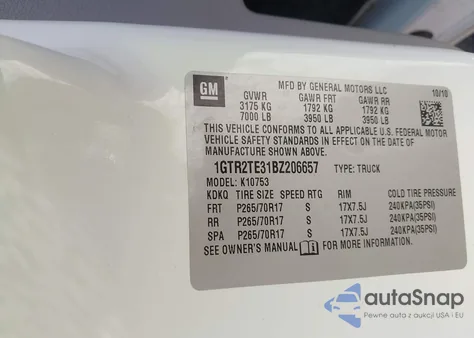 GM
MFD BY GENERAL MOTORS LLC
10/10
GVWR GAWR FRT GAWR RR
3175 KG 1792 KG 1792 KG
7000 LB 3950 LB 3950 LB
THIS VEHICLE CONFORMS TO ALL APPLICABLE U.S. FEDERAL MOTOR
VEHICLE SAFETY STANDARDS IN EFFECT ON THE DATE OF
MANUFACTURE SHOWN ABOVE.
1GTR2TE31BZ206657 TYPE: TRUCK
MODEL: K10753
KDKQ TIRE SIZE SPEED RTG RIM COLD TIRE PRESSURE
FRT P265/70R17 S 17X7.5J 240KPA(35PSI)
RR P265/70R17 S 17X7.5J 240KPA(35PSI)
SPA P265/70R17 S 17X7.5J 240KPA(35PSI)
SEE OWNER'S MANUAL FOR MORE INFORMATION.
autoSnap
Pewne auta z aukcji USA i EU